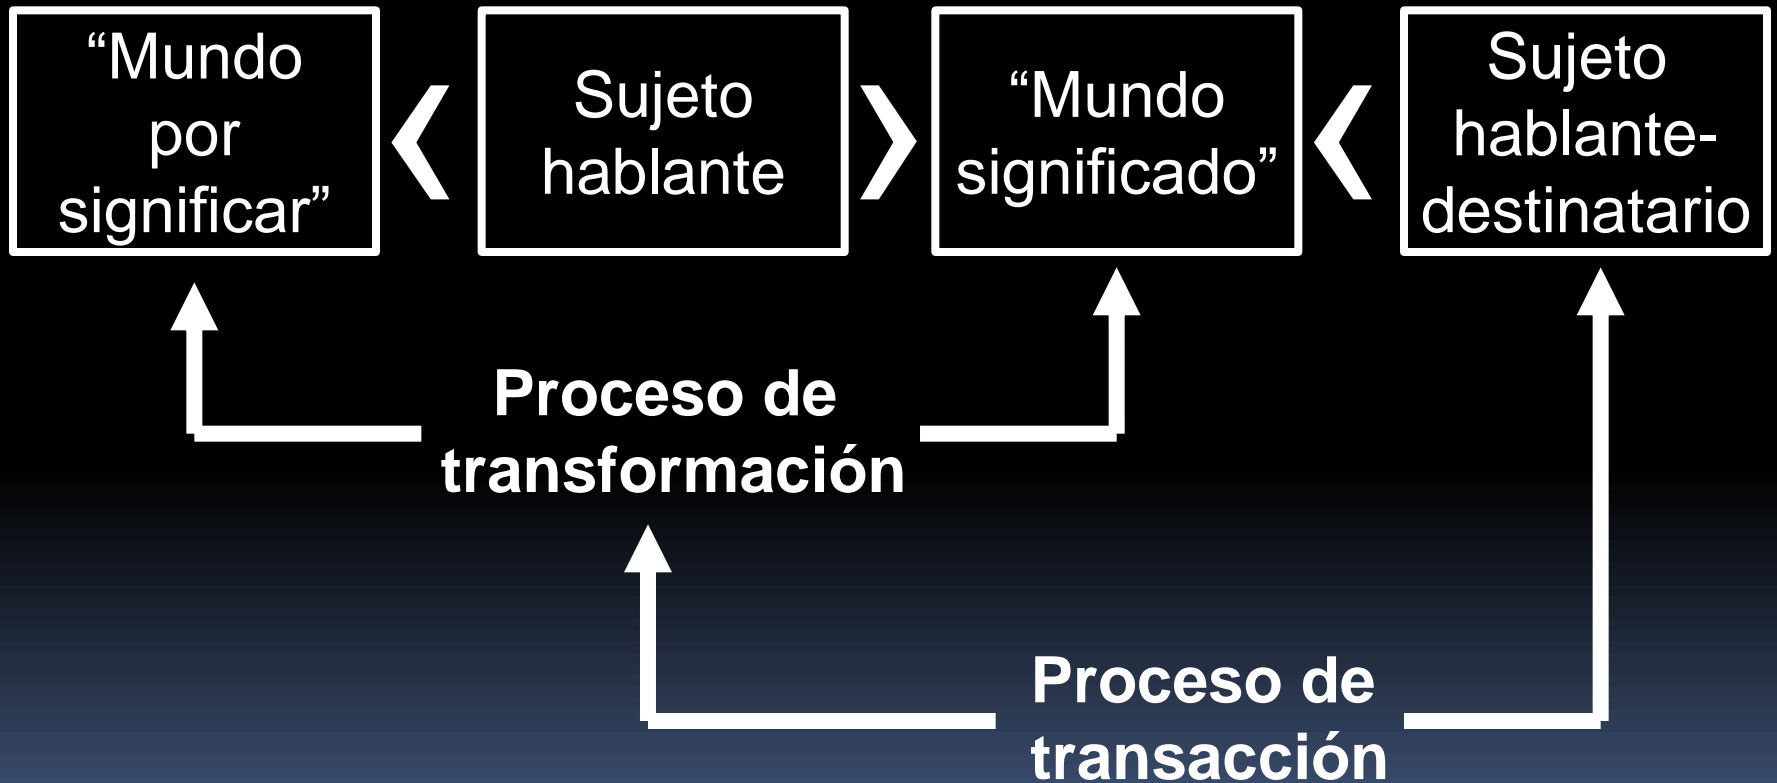 “Mundo
por
significar”
Sujeto
hablante
“Mundo
significado”
Sujeto
hablante-
destinatario
Proceso de
transformación
Proceso de
transacción